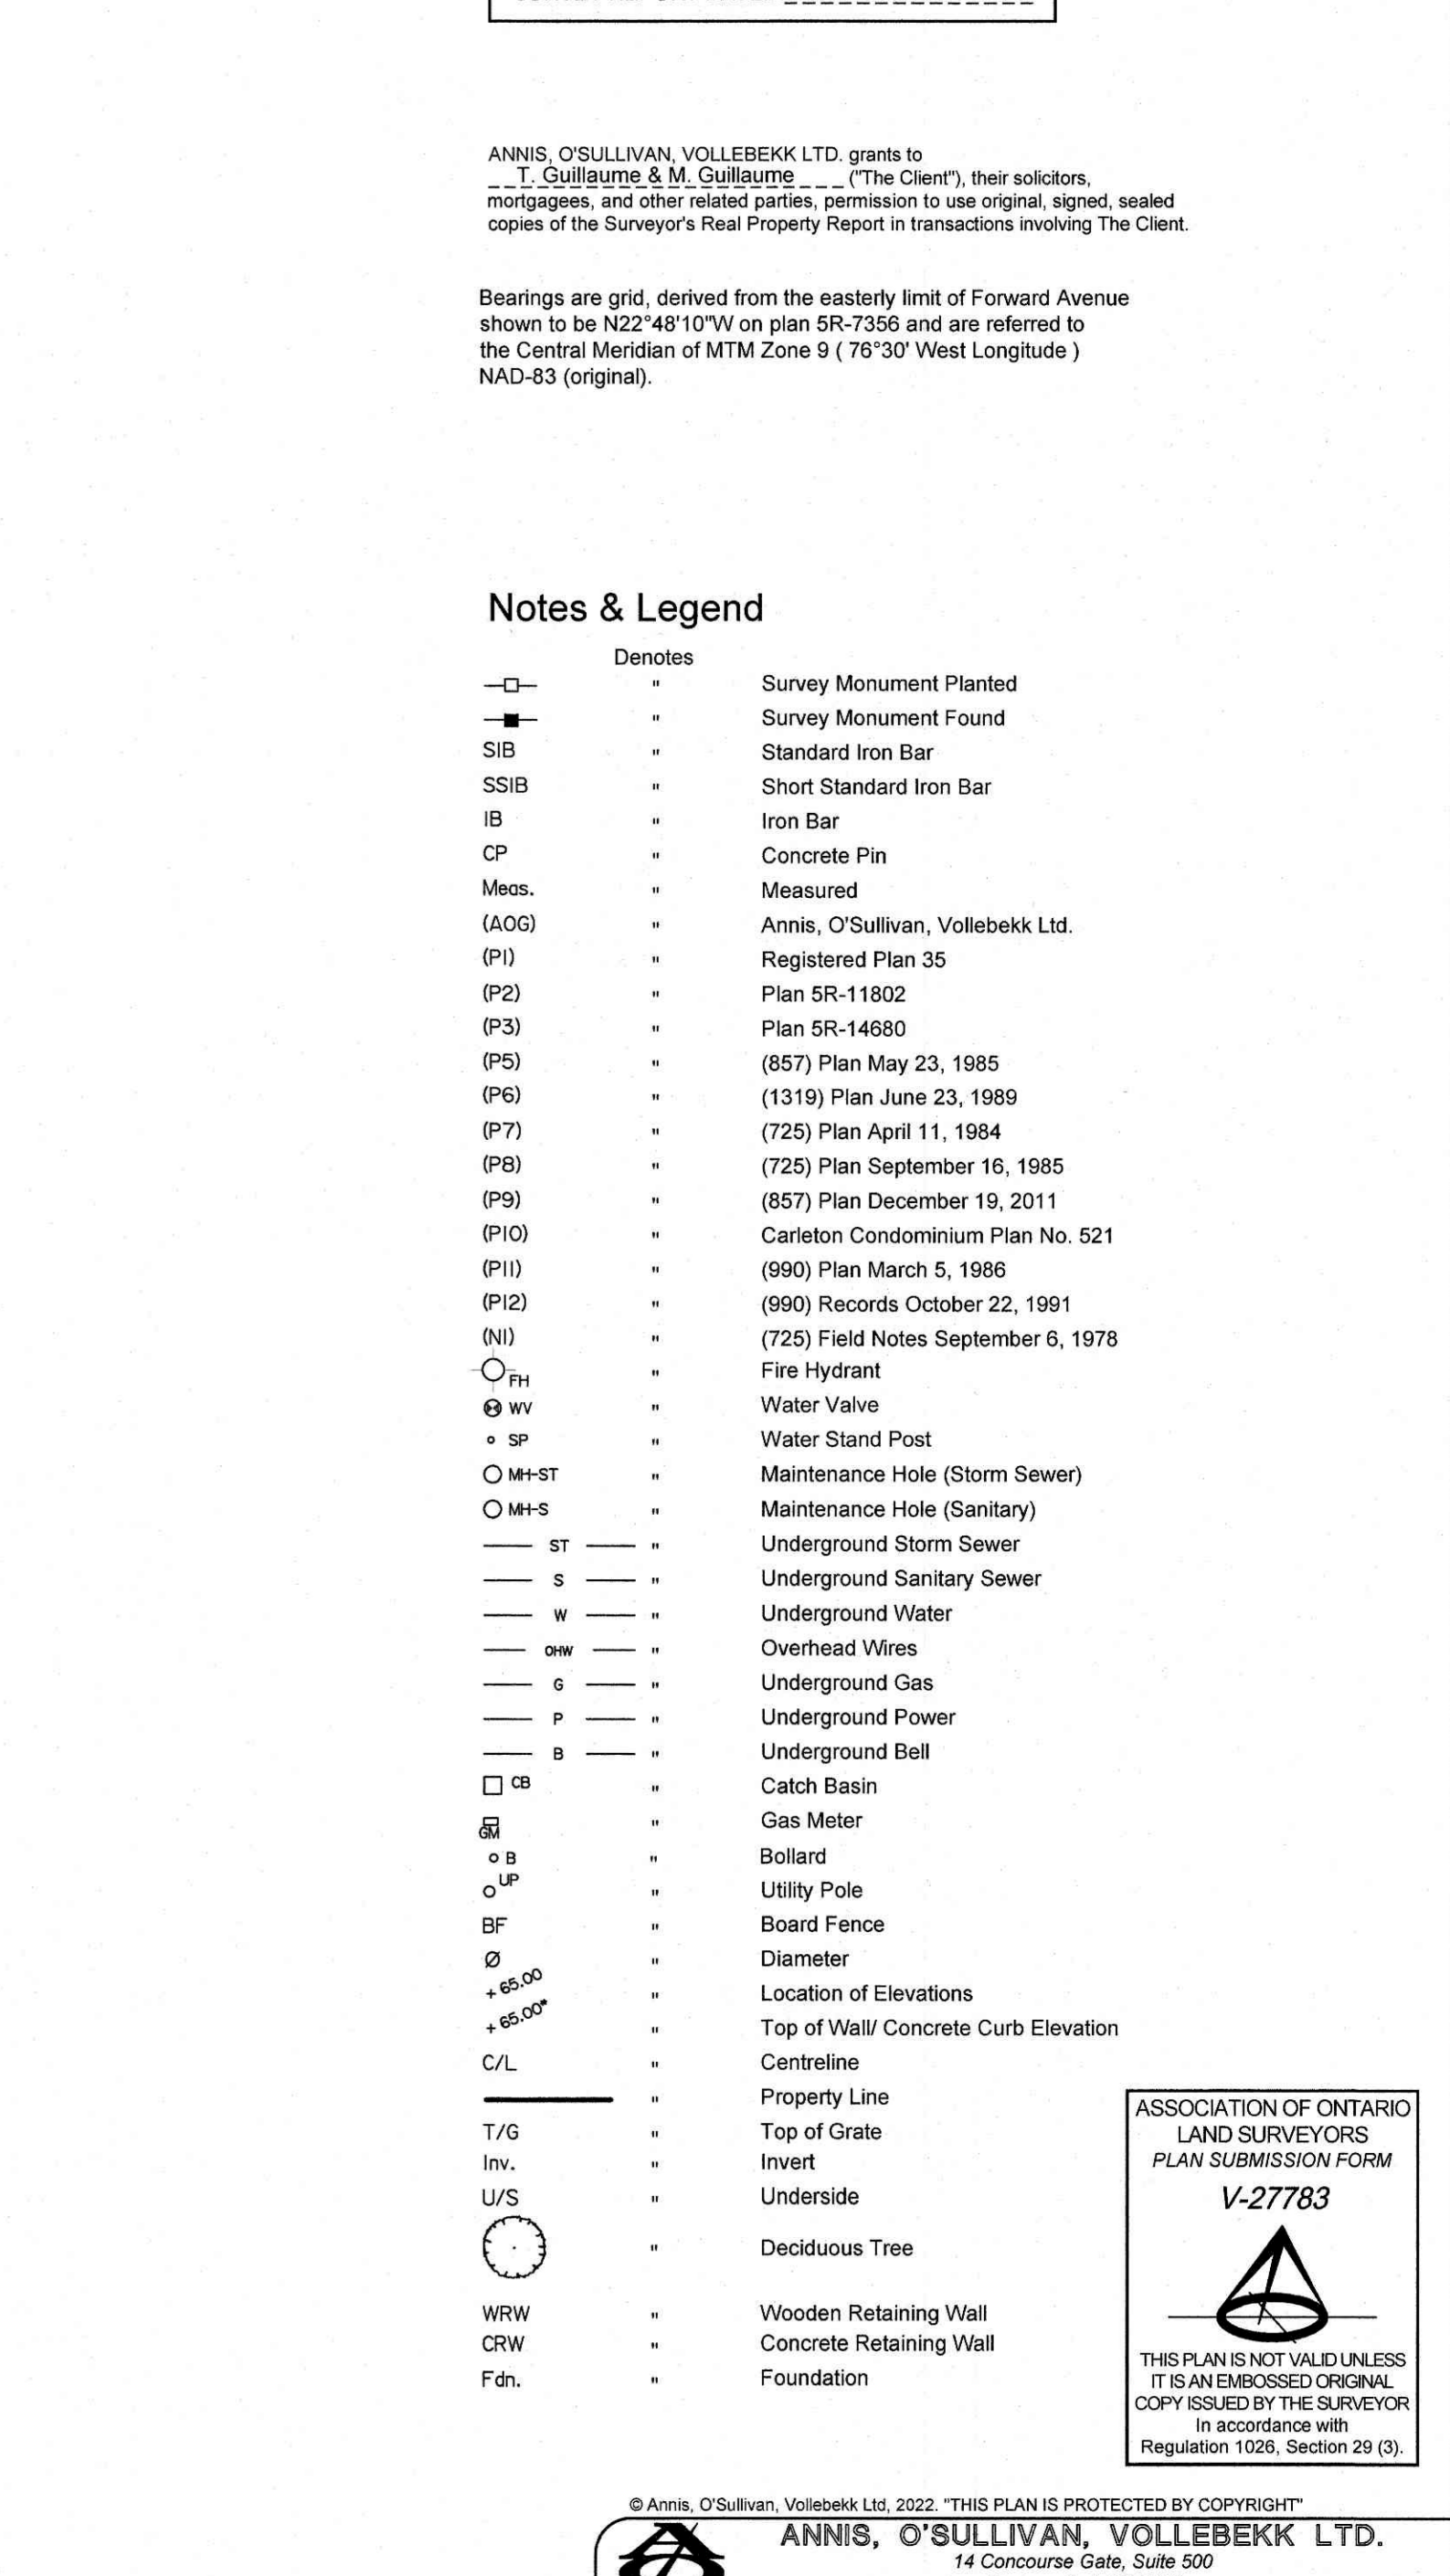 ANNIS, O'SULLIVAN, VOLLEBEKK LTD. grants to
T. Guillaume & M. Guillaume ("The Client"), their solicitors,
mortgagees, and other related parties, permission to use original, signed, sealed
copies of the Surveyor's Real Property Report in transactions involving The Client.
Bearings are grid, derived from the easterly limit of Forward Avenue
shown to be N22°48'10"W on plan 5R-7356 and are referred to
the Central Meridian of MTM Zone 9 ( 76°30' West Longitude )
NAD-83 (original).
Notes & Legend
Denotes
" Survey Monument Planted
" Survey Monument Found
SIB " Standard Iron Bar
SSIB " Short Standard Iron Bar
IB " Iron Bar
CP " Concrete Pin
Meas. " Measured
(AOG) " Annis, O'Sullivan, Vollebekk Ltd.
(P1) " Registered Plan 35
(P2) " Plan 5R-11802
(P3) " Plan 5R-14680
(P5) " (857) Plan May 23, 1985
(P6) " (1319) Plan June 23, 1989
(P7) " (725) Plan April 11, 1984
(P8) " (725) Plan September 16, 1985
(P9) " (857) Plan December 19, 2011
(P10) " Carleton Condominium Plan No. 521
(P11) " (990) Plan March 5, 1986
(P12) " (990) Records October 22, 1991
(N1) " (725) Field Notes September 6, 1978
FH " Fire Hydrant
WV " Water Valve
SP " Water Stand Post
MH-ST " Maintenance Hole (Storm Sewer)
MH-S " Maintenance Hole (Sanitary)
ST " Underground Storm Sewer
S " Underground Sanitary Sewer
W " Underground Water
OHW " Overhead Wires
G " Underground Gas
P " Underground Power
B " Underground Bell
CB " Catch Basin
GM " Gas Meter
B " Bollard
UP " Utility Pole
BF " Board Fence
Ø " Diameter
+ 65.00 " Location of Elevations
+ 65.00* " Top of Wall/ Concrete Curb Elevation
C/L " Centreline
" Property Line
T/G " Top of Grate
Inv. " Invert
U/S " Underside
" Deciduous Tree
WRW " Wooden Retaining Wall
CRW " Concrete Retaining Wall
Fdn. " Foundation
ASSOCIATION OF ONTARIO
LAND SURVEYORS
PLAN SUBMISSION FORM
V-27783
THIS PLAN IS NOT VALID UNLESS
IT IS AN EMBOSSED ORIGINAL
COPY ISSUED BY THE SURVEYOR
In accordance with
Regulation 1026, Section 29 (3).
© Annis, O'Sullivan, Vollebekk Ltd, 2022. "THIS PLAN IS PROTECTED BY COPYRIGHT"
ANNIS, O'SULLIVAN, VOLLEBEKK LTD.
14 Concourse Gate, Suite 500